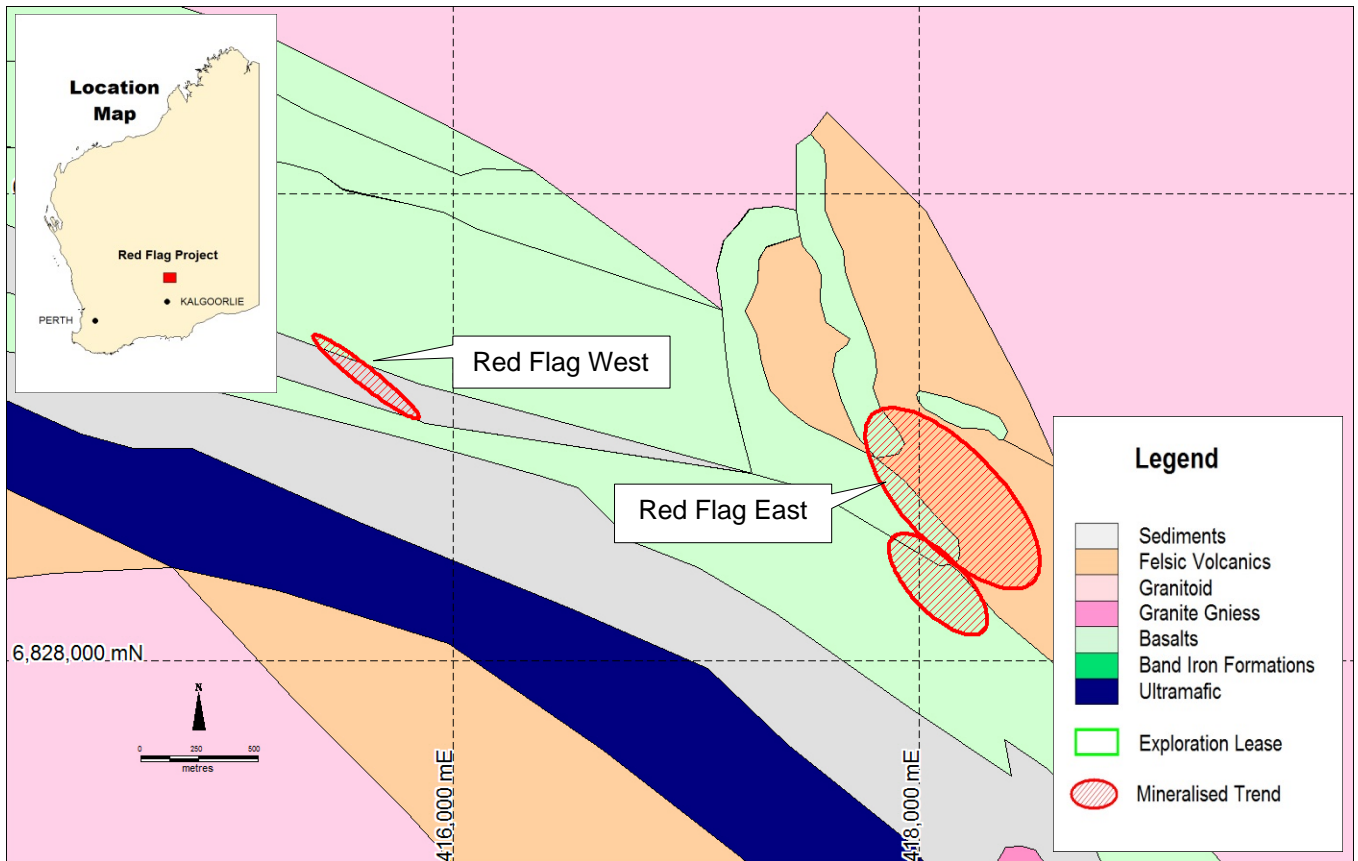 Location
Map
Red Flag Project
KALGOORLIE
PERTH
Red Flag West
Red Flag East
6,828,000 mN
N
0 250 500
metres
416,000 mE
418,000 mE
Legend
Sediments
Felsic Volcanics
Granitoid
Granite Gniess
Basalts
Band Iron Formations
Ultramafic
Exploration Lease
Mineralised Trend